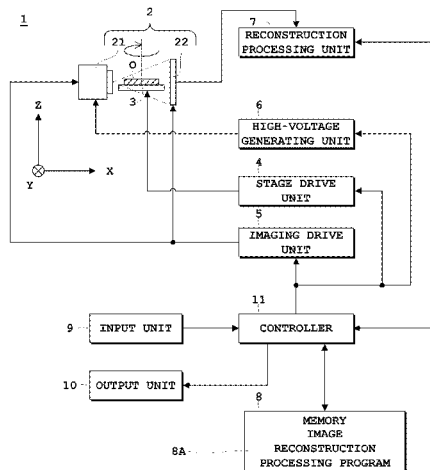 1
2
21
22
O
3
7
RECONSTRUCTION
PROCESSING UNIT
Z
Y
X
6
HIGH-VOLTAGE
GENERATING UNIT
4
STAGE DRIVE
UNIT
5
IMAGING DRIVE
UNIT
11
9
INPUT UNIT
CONTROLLER
10
OUTPUT UNIT
8
MEMORY
IMAGE
8A
RECONSTRUCTION
PROCESSING PROGRAM